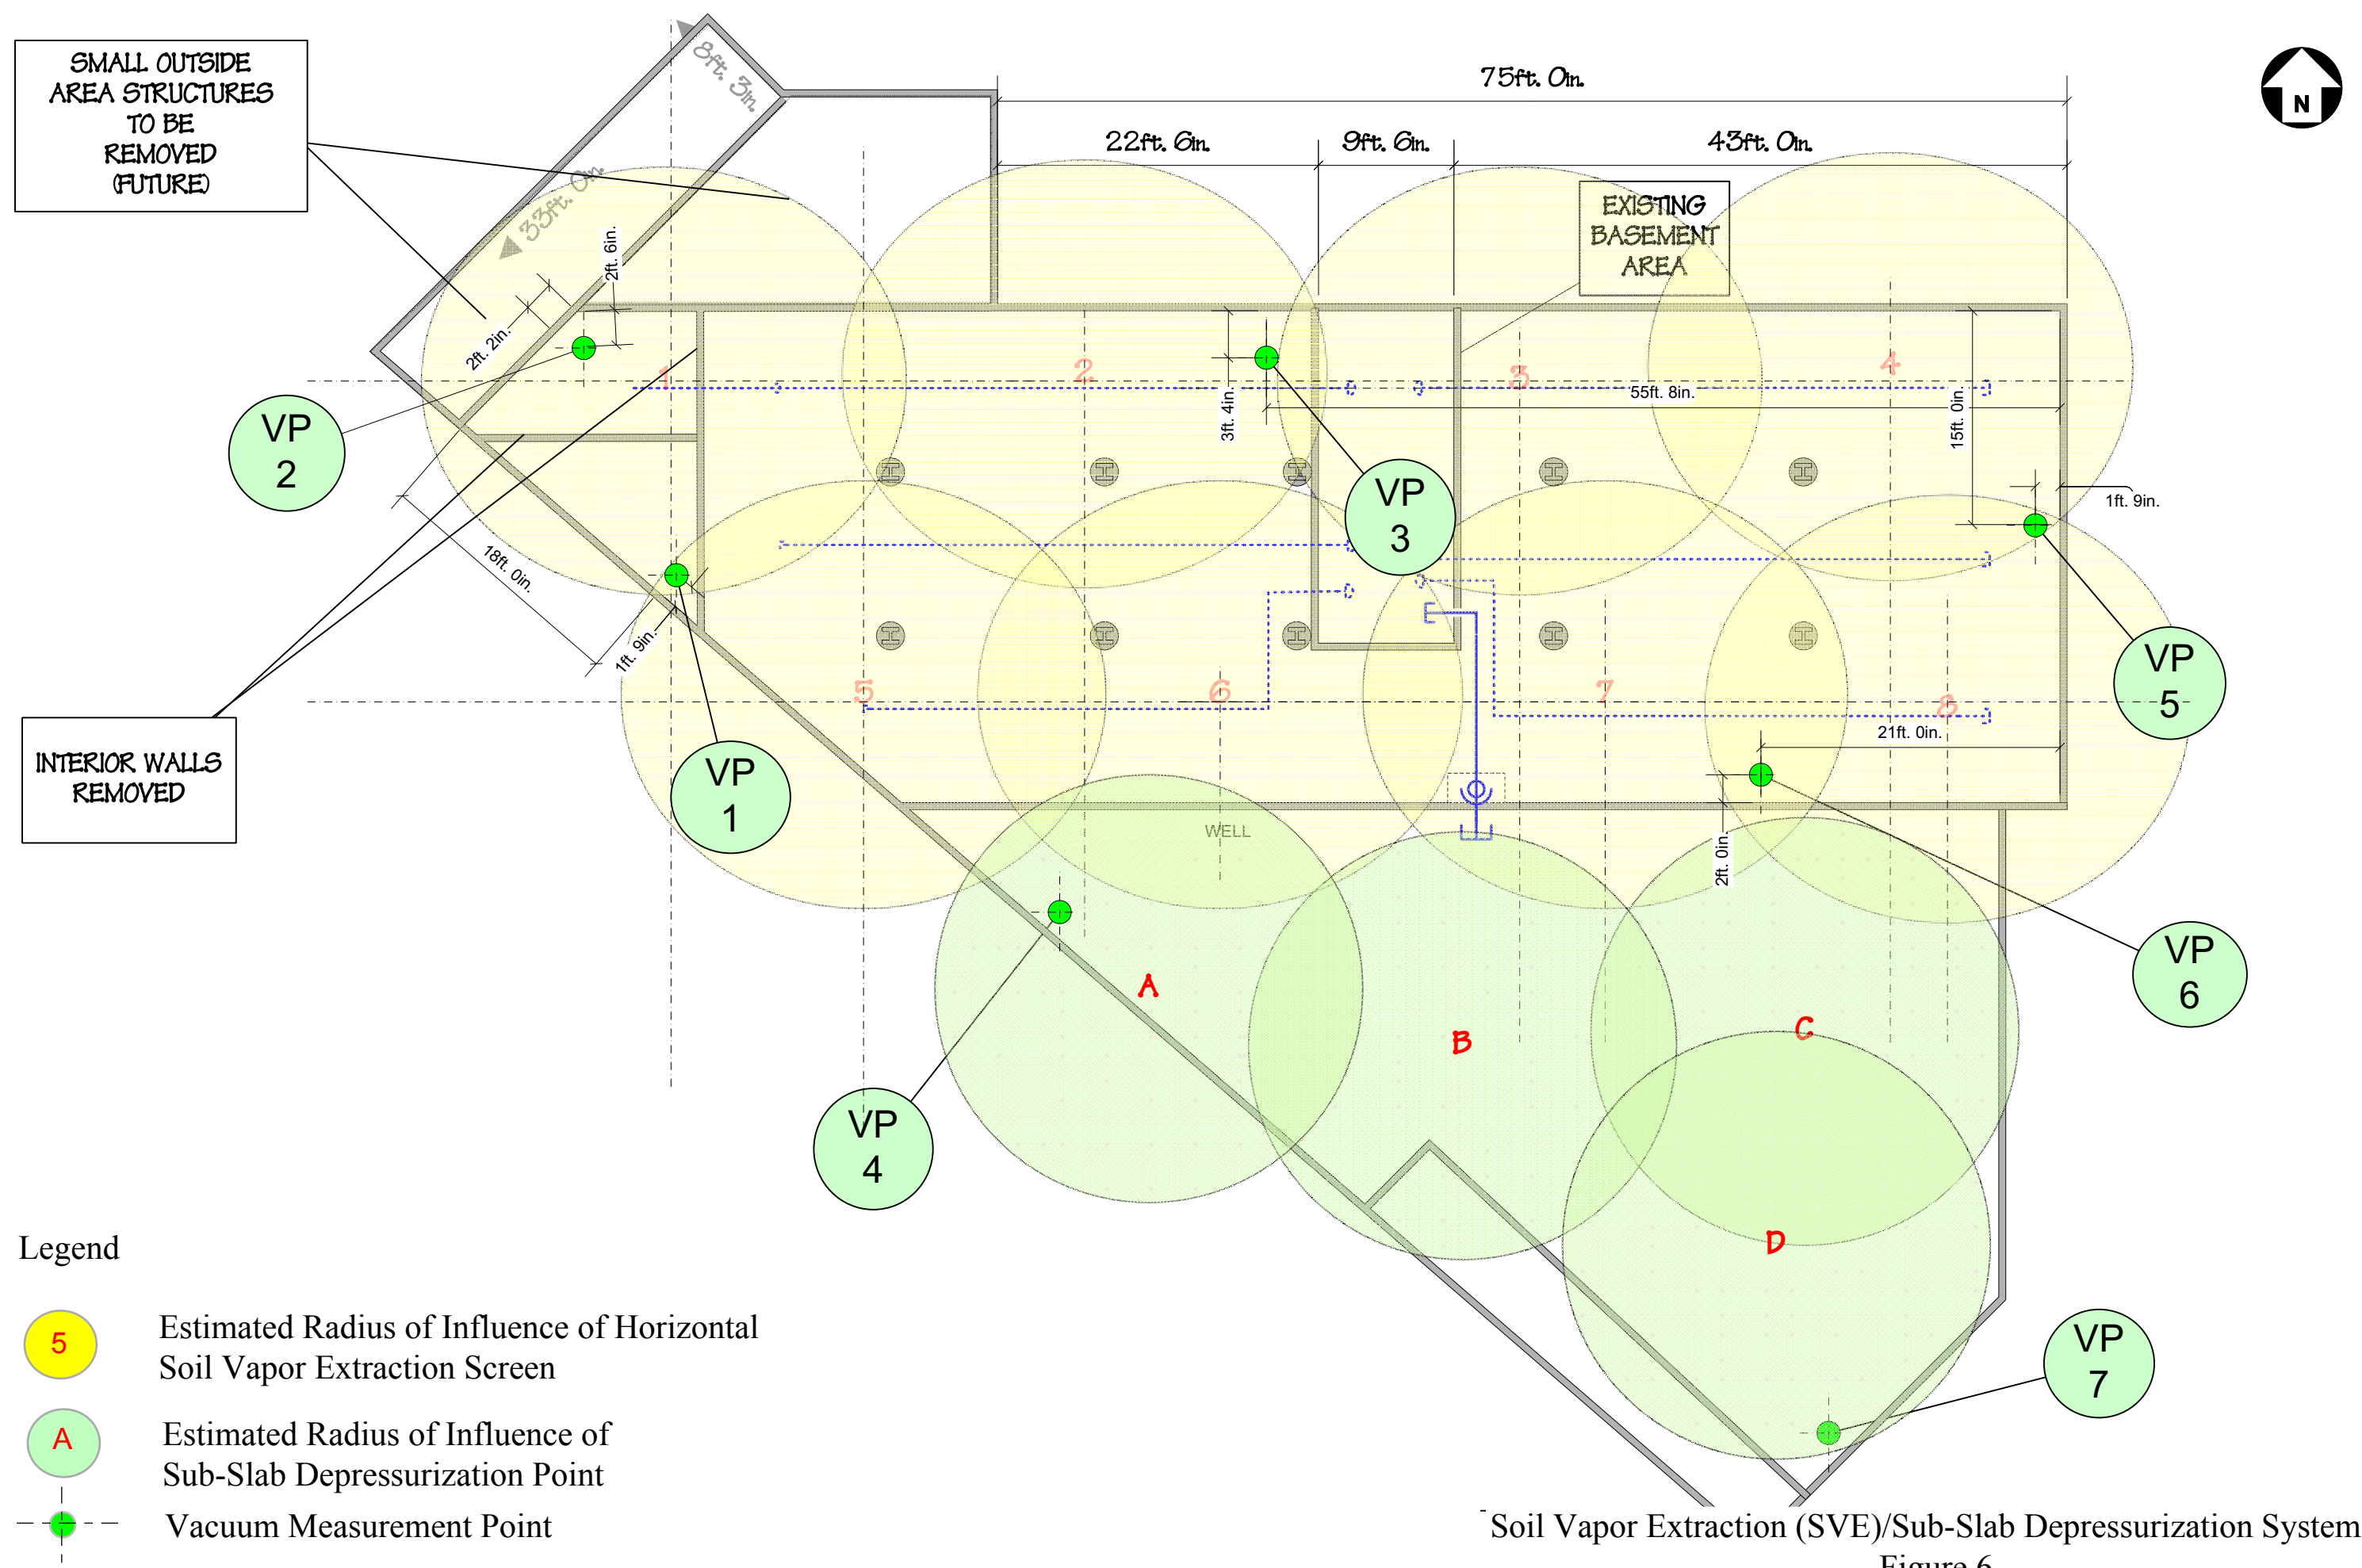 SMALL OUTSIDE
AREA STRUCTURES
TO BE
REMOVED
(FUTURE)
8ft. 3in.
33ft. 0in.
75ft. 0in.
22ft. 6in.
9ft. 6in.
43ft. 0in.
N
EXISTING
BASEMENT
AREA
2ft. 6in.
2ft. 2in.
1
2
3
4
3ft. 4in.
55ft. 8in.
15ft. 0in.
1ft. 9in.
VP
2
VP
3
18ft. 0in.
1ft. 9in.
VP
5
5
6
7
8
21ft. 0in.
INTERIOR WALLS
REMOVED
VP
1
WELL
2ft. 0in.
VP
6
A
B
C
VP
4
D
VP
7
Legend
5
Estimated Radius of Influence of Horizontal
Soil Vapor Extraction Screen
A
Estimated Radius of Influence of
Sub-Slab Depressurization Point
Vacuum Measurement Point
Soil Vapor Extraction (SVE)/Sub-Slab Depressurization System
Figure 6